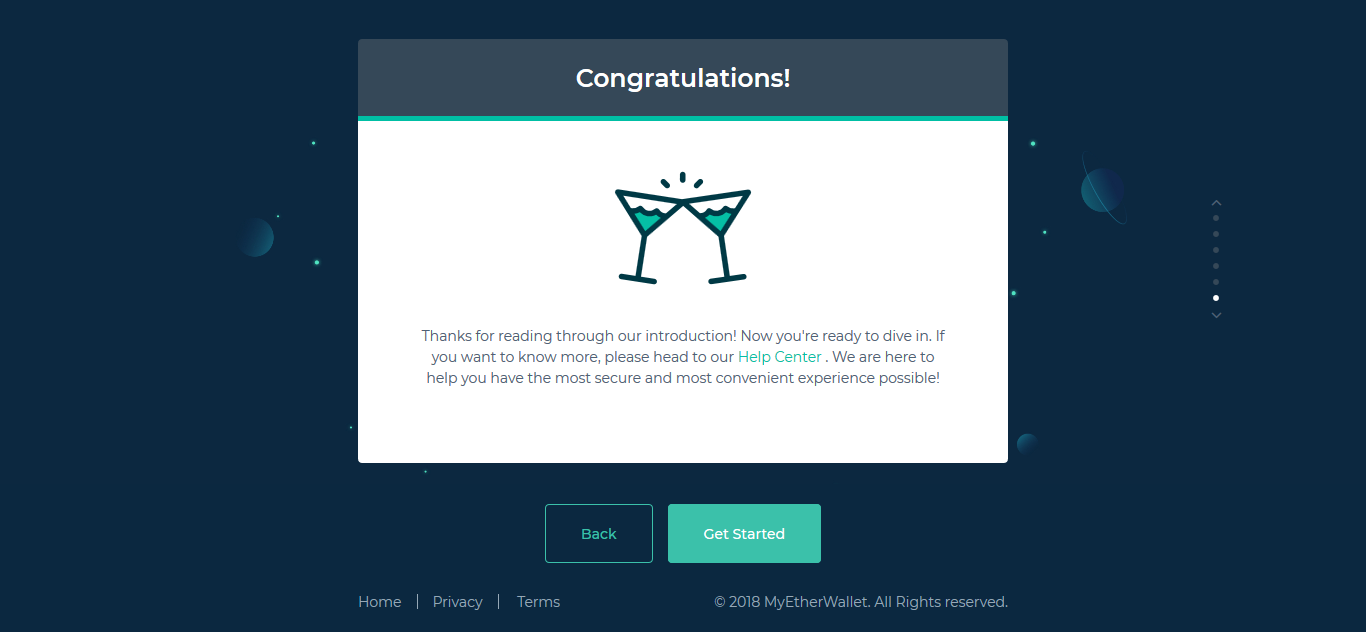 Congratulations!
Thanks for reading through our introduction! Now you're ready to dive in. If
you want to know more, please head to our Help Center . We are here to
help you have the most secure and most convenient experience possible!
Back
Get Started
Home
Privacy
Terms
© 2018 MyEtherWallet. All Rights reserved.